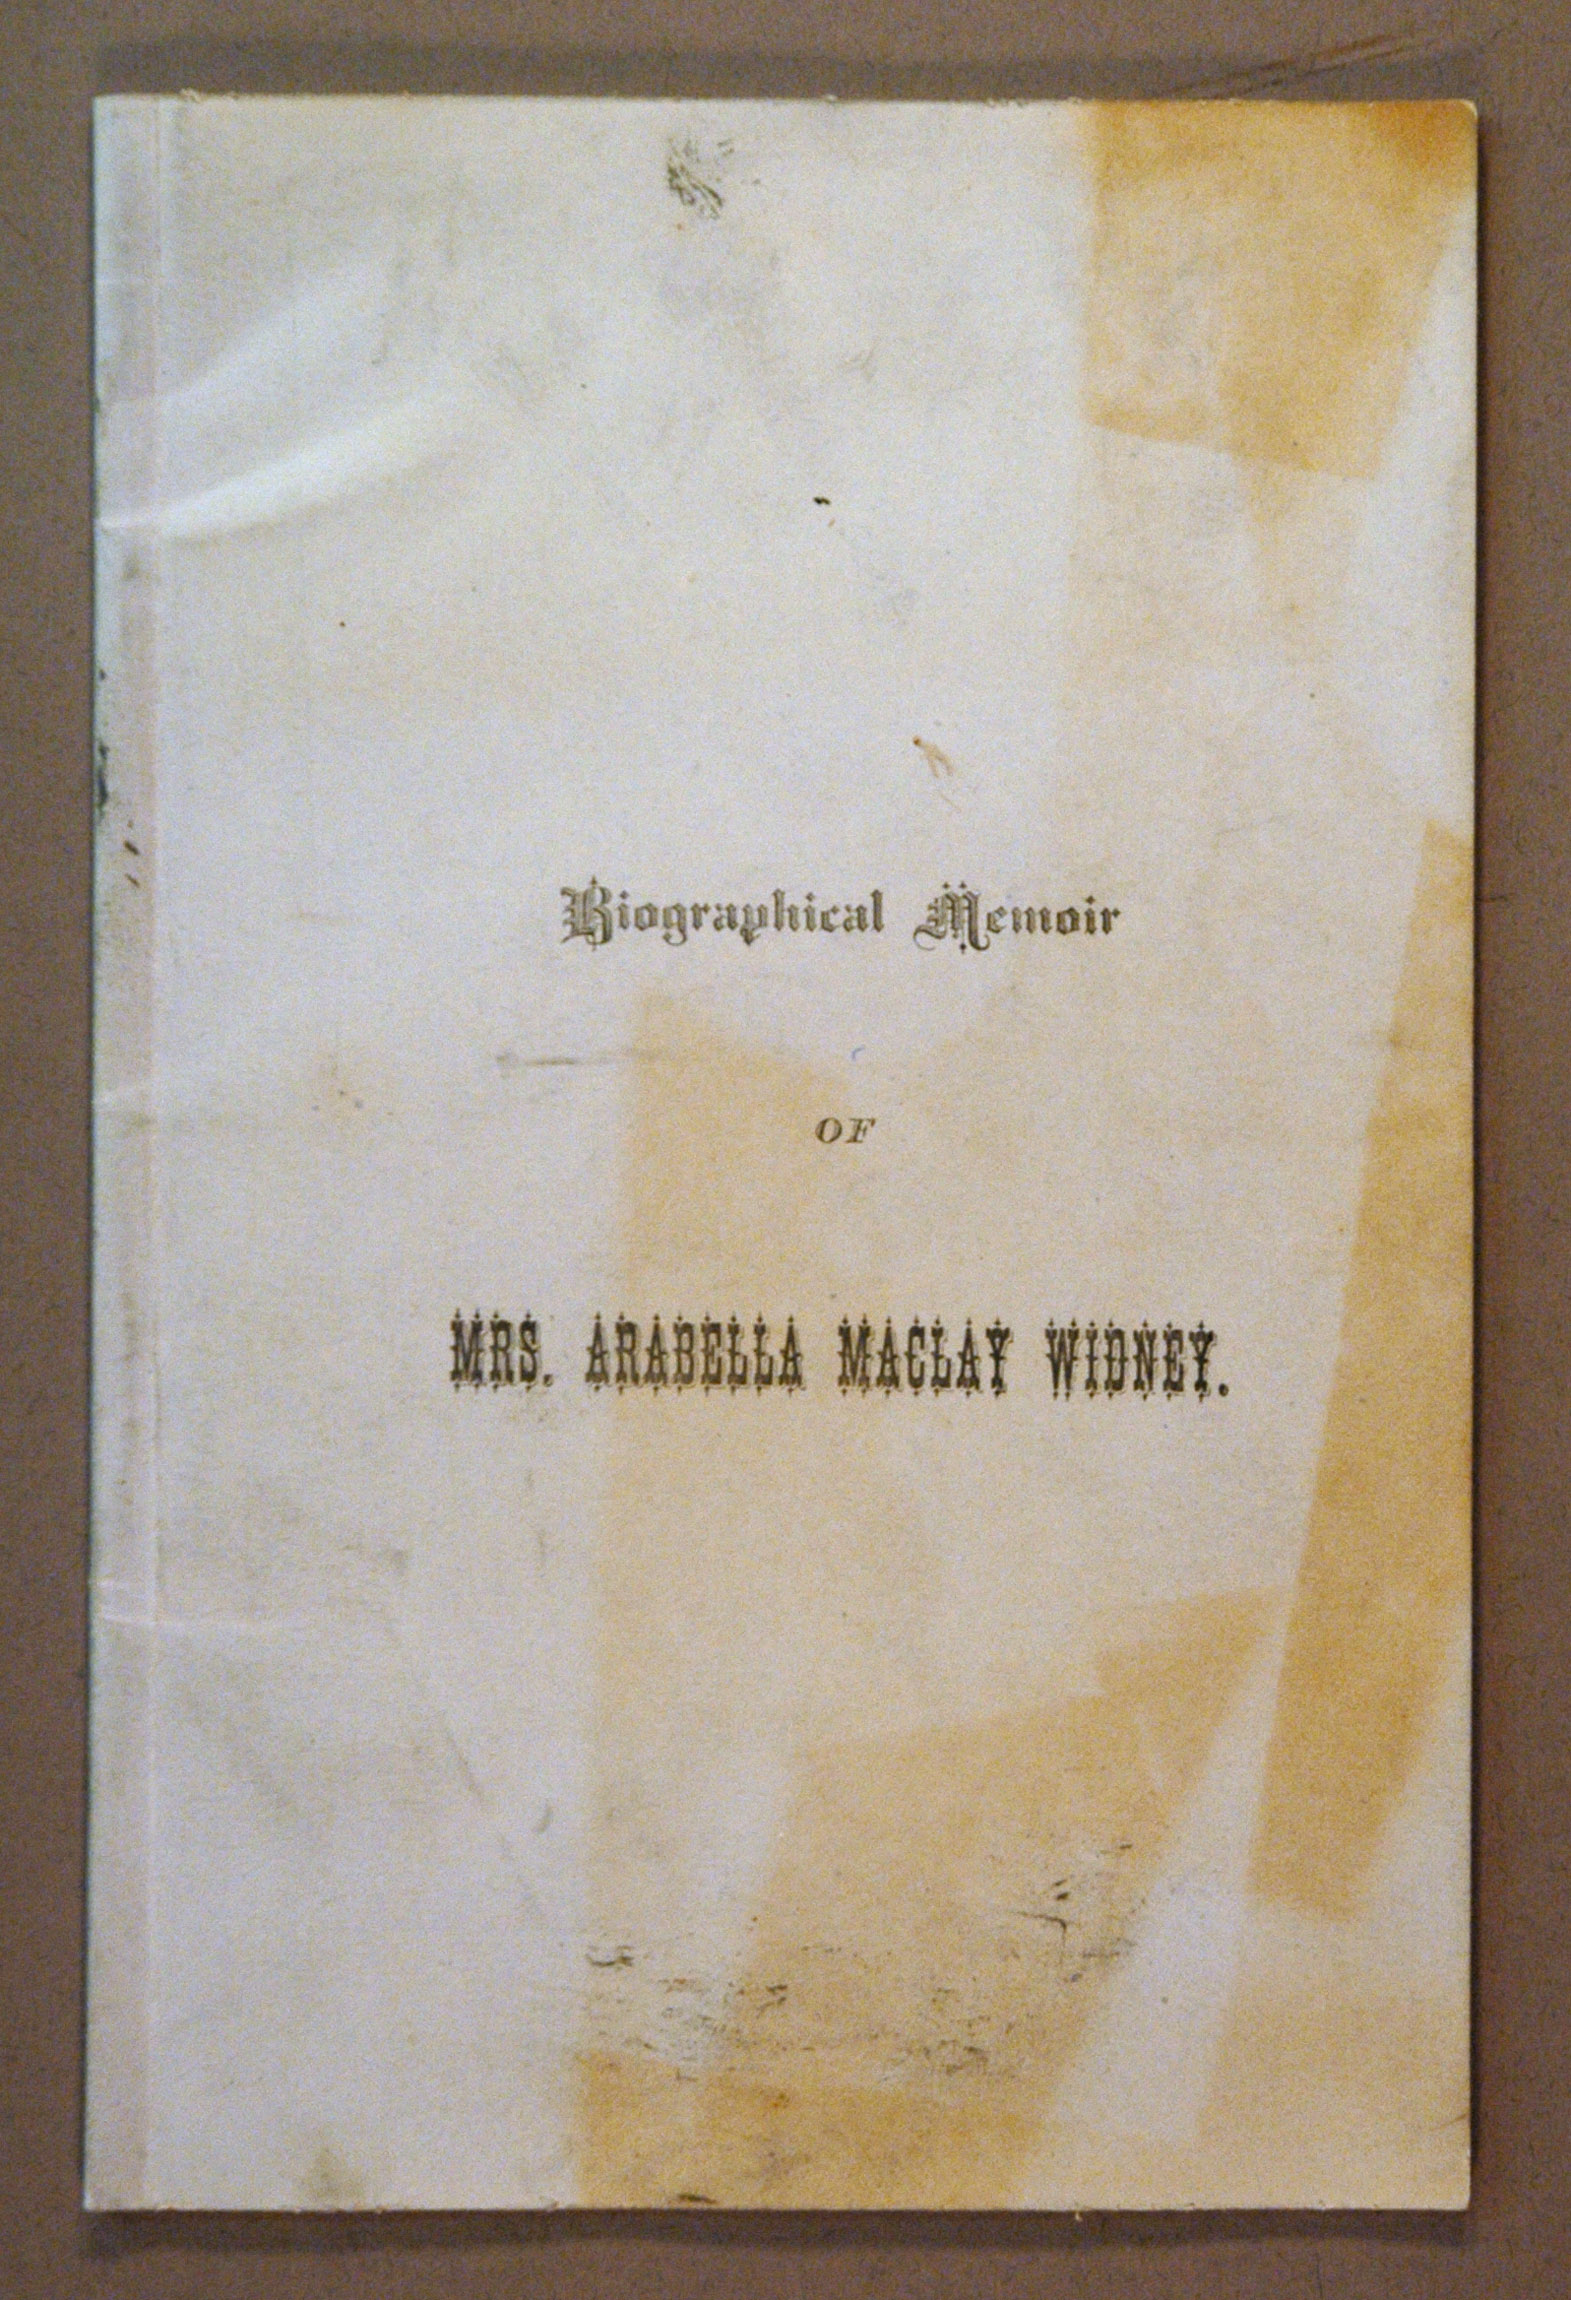 Biographical Memoir
OF
MRS. ARABELLA MACLAY WIDNEY.